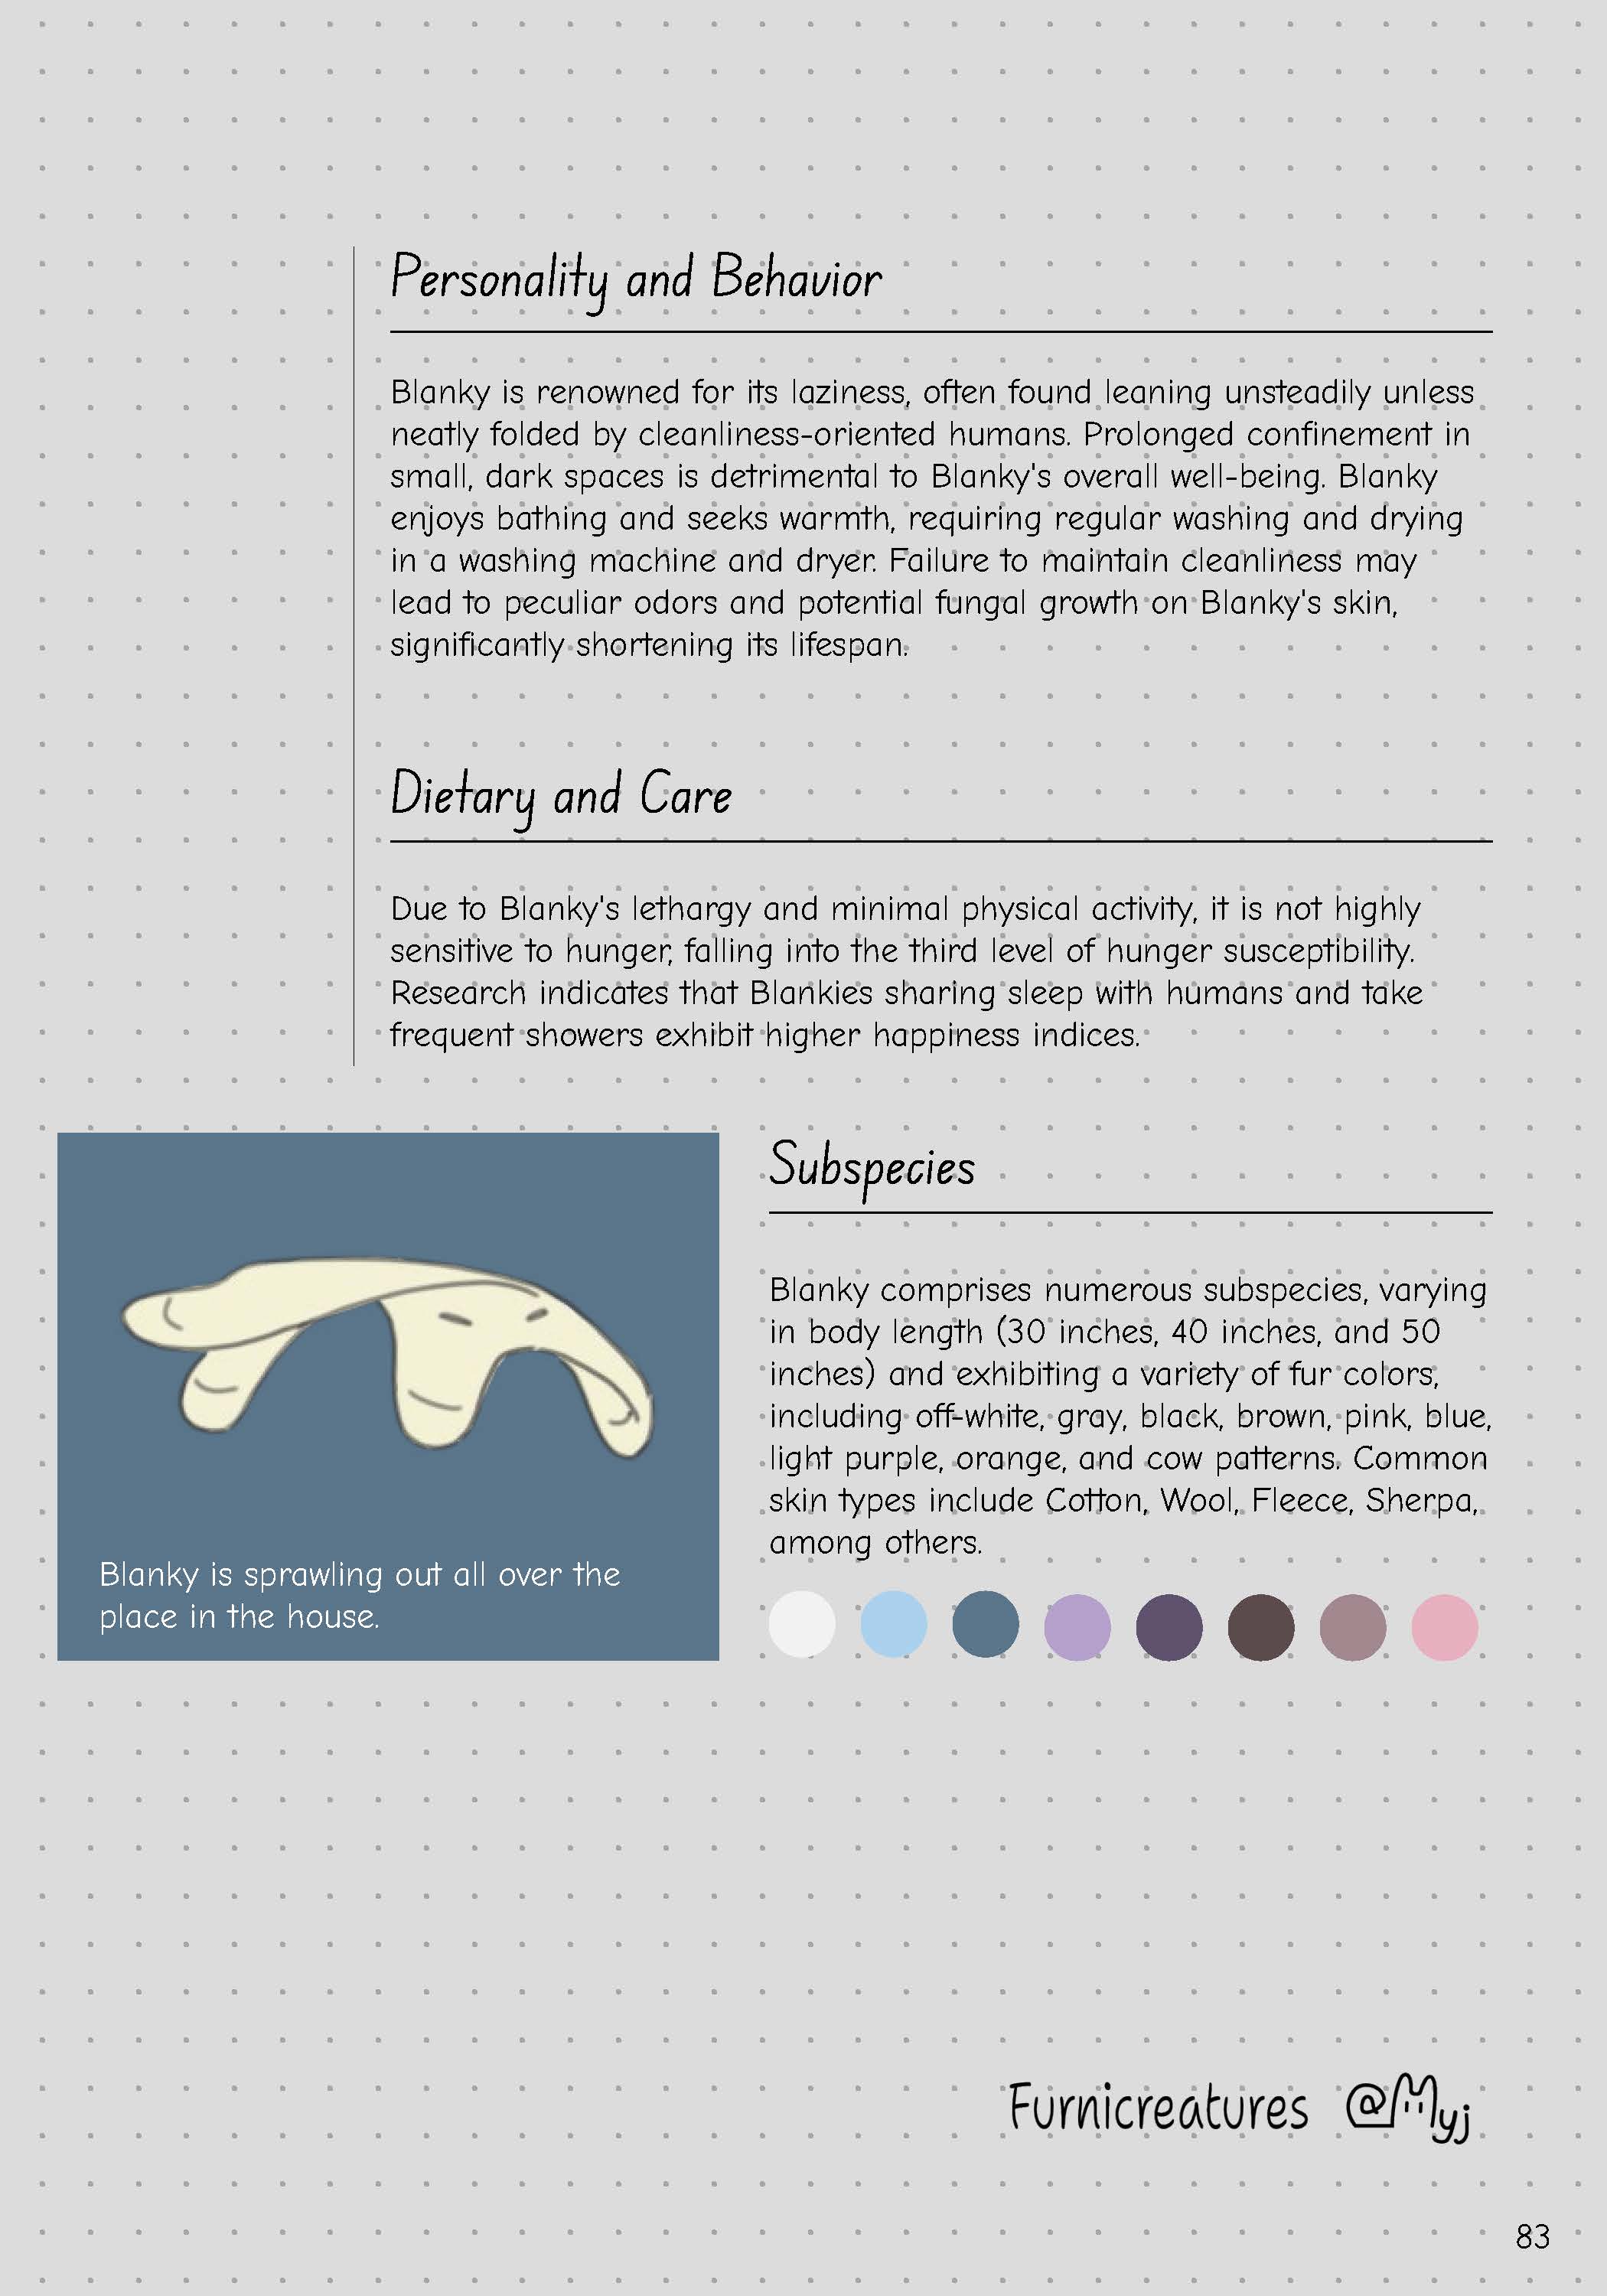 Personality and Behavior
Blanky is renowned for its laziness, often found leaning unsteadily unless
neatly folded by cleanliness-oriented humans. Prolonged confinement in
small, dark spaces is detrimental to Blanky's overall well-being. Blanky
enjoys bathing and seeks warmth, requiring regular washing and drying
in a washing machine and dryer. Failure to maintain cleanliness may
lead to peculiar odors and potential fungal growth on Blanky's skin,
significantly shortening its lifespan.
Dietary and Care
Due to Blanky's lethargy and minimal physical activity, it is not highly
sensitive to hunger, falling into the third level of hunger susceptibility.
Research indicates that Blankies sharing sleep with humans and take
frequent showers exhibit higher happiness indices.
Blanky is sprawling out all over the
place in the house.
Subspecies
Blanky comprises numerous subspecies, varying
in body length (30 inches, 40 inches, and 50
inches) and exhibiting a variety of fur colors,
including off-white, gray, black, brown, pink, blue,
light purple, orange, and cow patterns. Common
skin types include Cotton, Wool, Fleece, Sherpa,
among others.
Furnicreatures @Myj
83